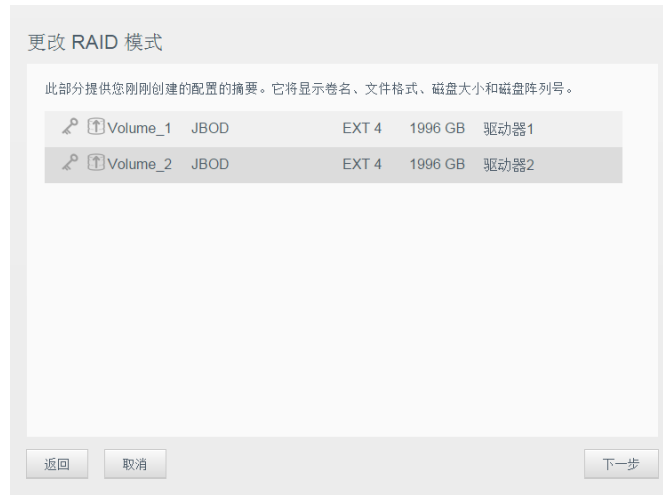 更改 RAID 模式
此部分提供您刚刚创建的配置的摘要。它将显示卷名、文件格式、磁盘大小和磁盘阵列号。
Volume_1 JBOD EXT 4 1996 GB 驱动器1
Volume_2 JBOD EXT 4 1996 GB 驱动器2
返回 取消 下一步